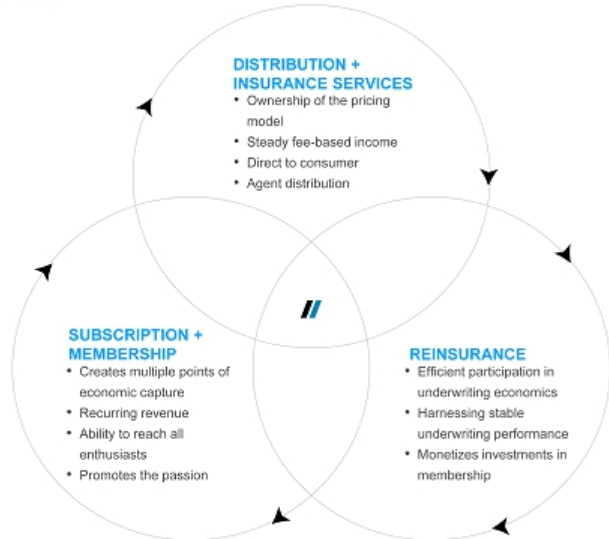 DISTRIBUTION +
INSURANCE SERVICES
• Ownership of the pricing
model
• Steady fee-based income
• Direct to consumer
• Agent distribution
SUBSCRIPTION +
MEMBERSHIP
• Creates multiple points of
economic capture
• Recurring revenue
• Ability to reach all
enthusiasts
• Promotes the passion
REINSURANCE
• Efficient participation in
underwriting economics
• Harnessing stable
underwriting performance
• Monetizes investments in
membership